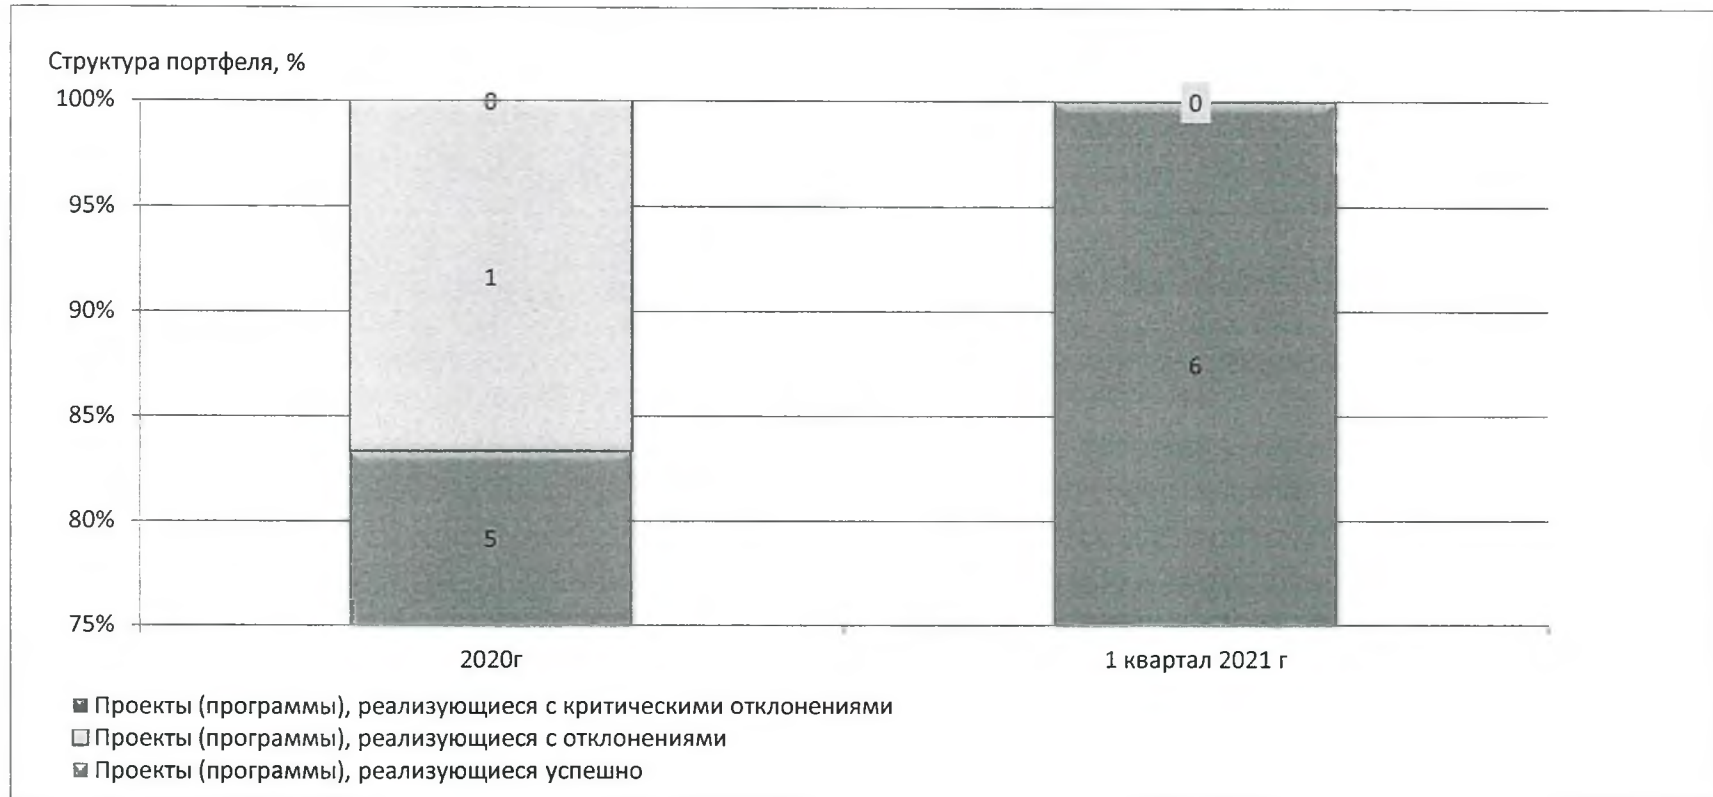 Структура портфеля, %
100%
0
0
95%
1
90%
6
85%
80%
5
75%
2020г
1 квартал 2021 г
Проекты (программы), реализующиеся с критическими отклонениями
Проекты (программы), реализующиеся с отклонениями
Проекты (программы), реализующиеся успешно